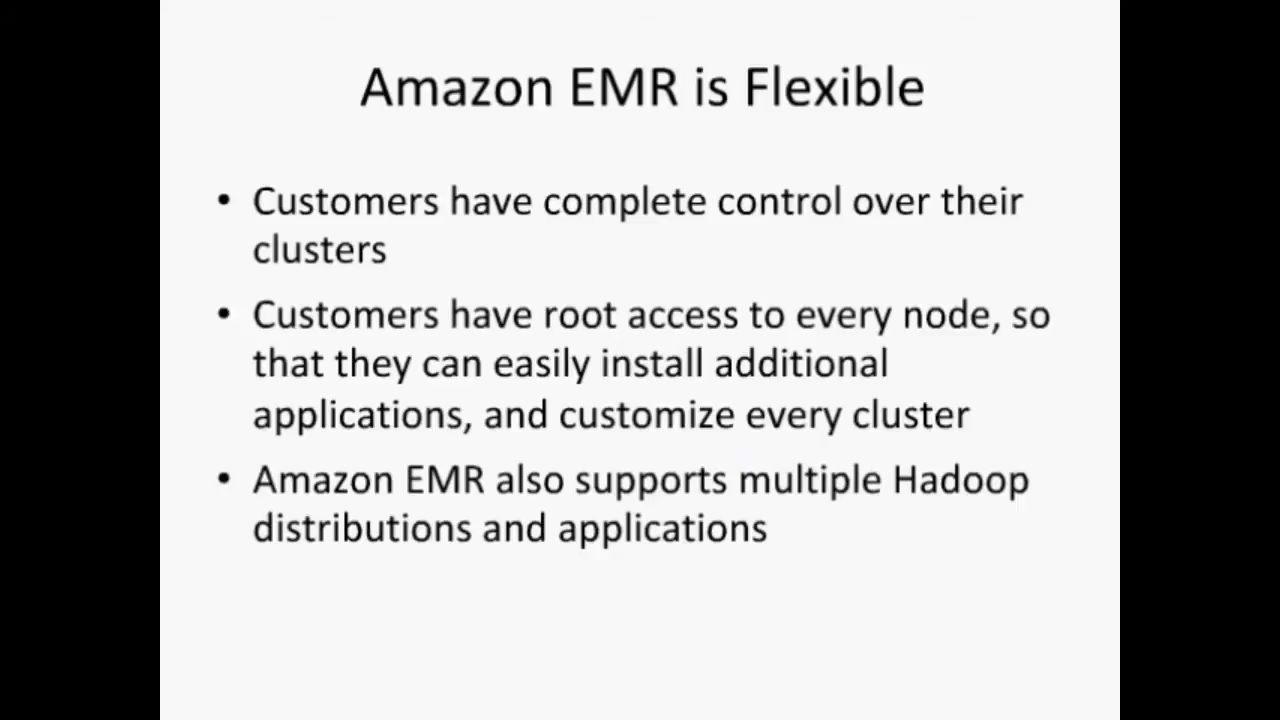 Amazon EMR is Flexible
• Customers have complete control over their
clusters
• Customers have root access to every node, so
that they can easily install additional
applications, and customize every cluster
• Amazon EMR also supports multiple Hadoop
distributions and applications